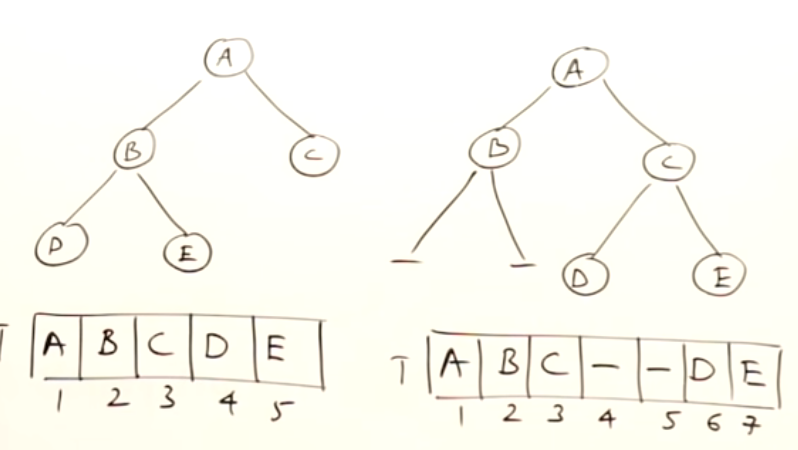 A
B C
D E
A B C D E
1 2 3 4 5
A
B C
— — D E
T A B C — — D E
1 2 3 4 5 6 7